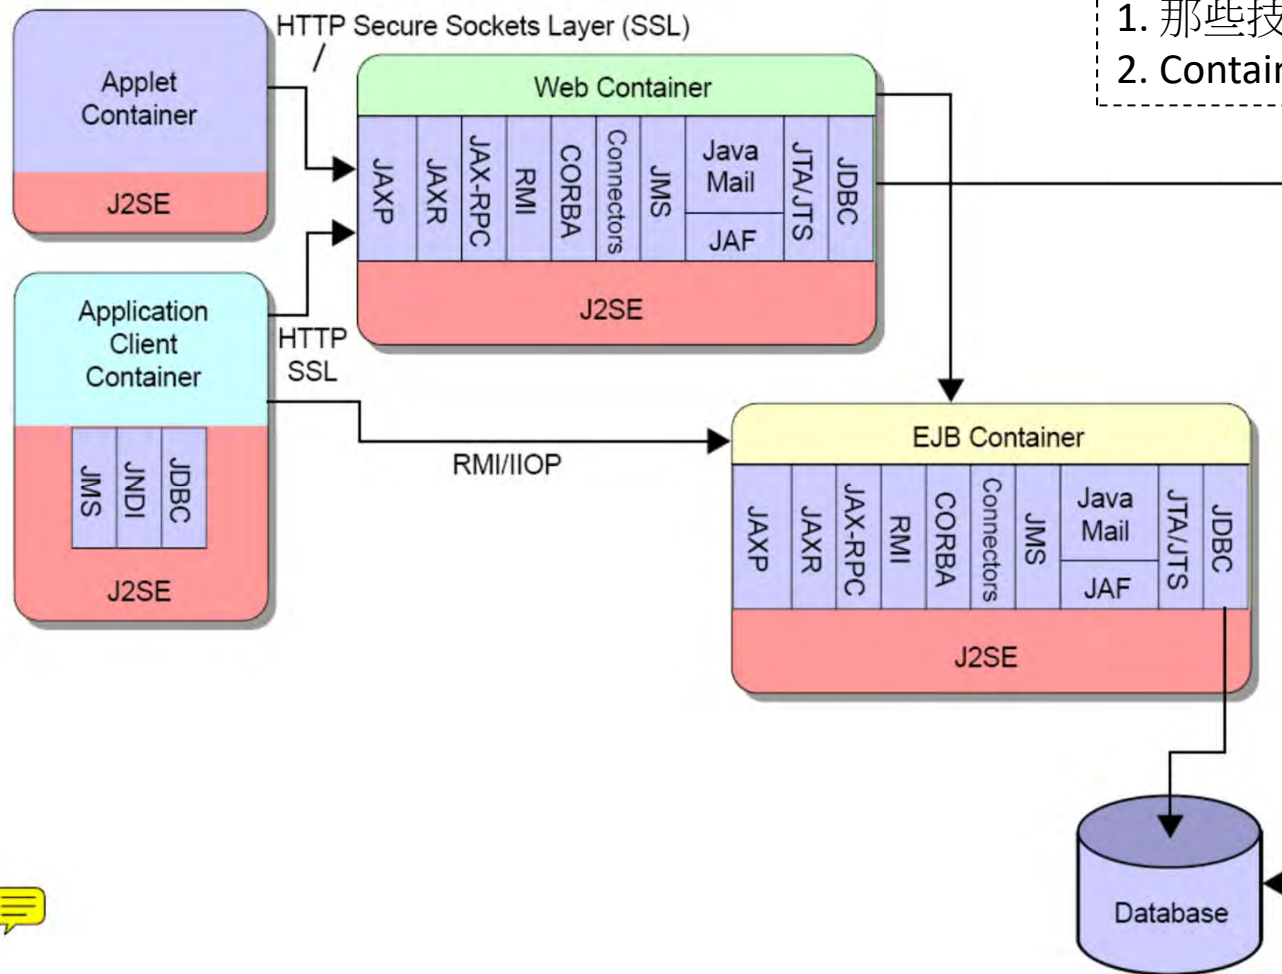 HTTP Secure Sockets Layer (SSL)
1. 那些技
2. Contain
Applet
Container
J2SE
Web Container
JAXP
JAXR
JAX-RPC
RMI
CORBA
Connectors
JMS
Java
Mail
JAF
JTA/JTS
JDBC
J2SE
Application
Client
Container
HTTP
SSL
JMS
JNDI
JDBC
J2SE
RMI/IIOP
EJB Container
JAXP
JAXR
JAX-RPC
RMI
CORBA
Connectors
JMS
Java
Mail
JAF
JTA/JTS
JDBC
J2SE
Database